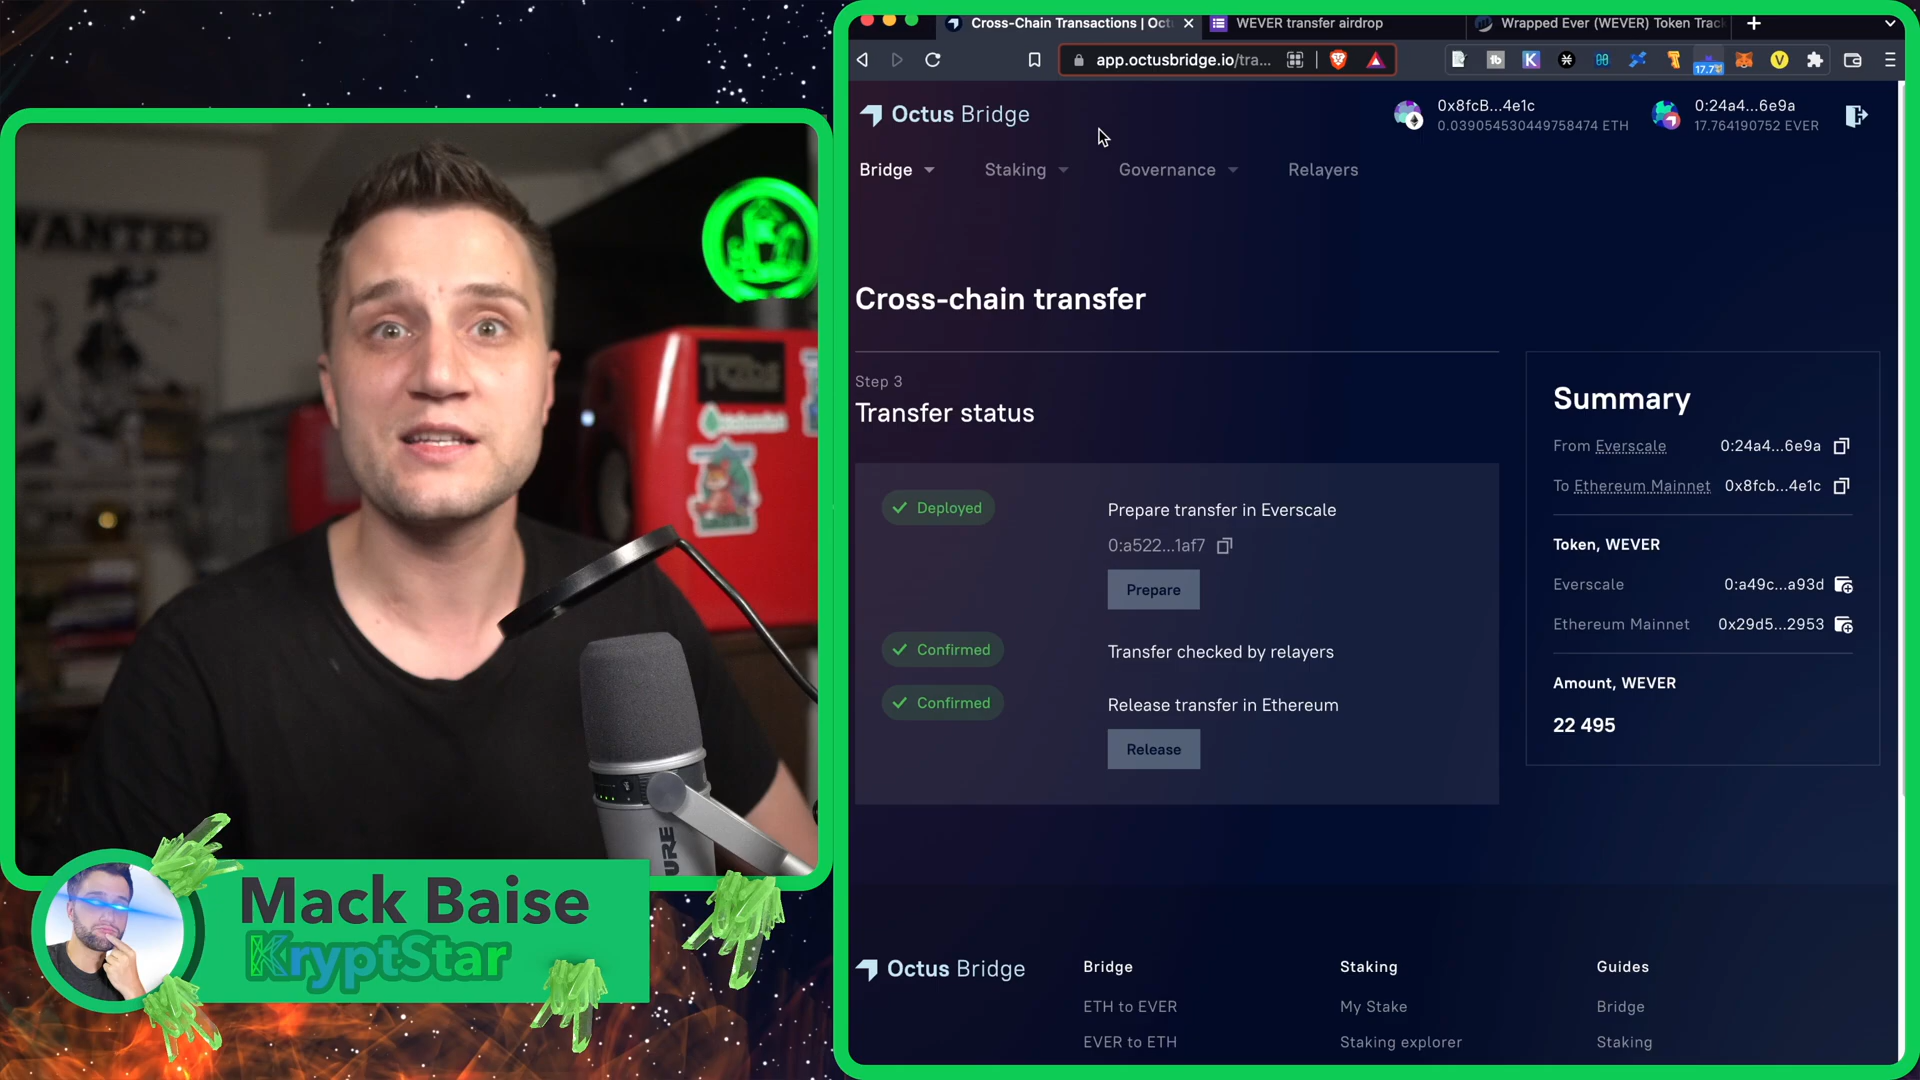 WANTED
Mack Baise
KryptStar
Cross-Chain Transactions | Oct
WEVER transfer airdrop
Wrapped Ever (WEVER) Token Trac
app.octusbridge.io/tra...
17.7
Octus Bridge
0x8fcB...4e1c
0.039054530449758474 ETH
0:24a4...6e9a
17.764190752 EVER
Bridge
Staking
Governance
Relayers
Cross-chain transfer
Step 3
Transfer status
Deployed
Prepare transfer in Everscale
0:a522...1af7
Prepare
Confirmed
Transfer checked by relayers
Confirmed
Release transfer in Ethereum
Release
Summary
From Everscale 0:24a4...6e9a
To Ethereum Mainnet 0x8fcb...4e1c
Token, WEVER
Everscale 0:a49c...a93d
Ethereum Mainnet 0x29d5...2953
Amount, WEVER
22 495
Octus Bridge
Bridge
ETH to EVER
EVER to ETH
Staking
My Stake
Staking explorer
Guides
Bridge
Staking